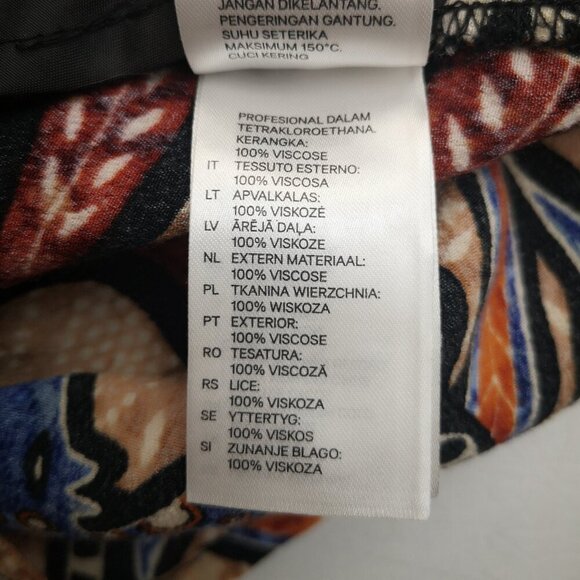 JANGAN DIKELANTANG.
PENGERINGAN GANTUNG.
SUHU SETERIKA
MAKSIMUM 150°C.
CUCI KERING
PROFESIONAL DALAM
TETRAKLOROETHANA.
KERANGKA:
100% VISCOSE
IT TESSUTO ESTERNO:
100% VISCOSA
LT APVALKALAS:
100% VISKOZĖ
LV ĀRĒJĀ DAĻA:
100% VISKOZE
NL EXTERN MATERIAAL:
100% VISCOSE
PL TKANINA WIERZCHNIA:
100% WISKOZA
PT EXTERIOR:
100% VISCOSE
RO TESATURA:
100% VISCOZĂ
RS LICE:
100% VISKOZA
SE YTTERTYG:
100% VISKOS
SI ZUNANJE BLAGO:
100% VISKOZA